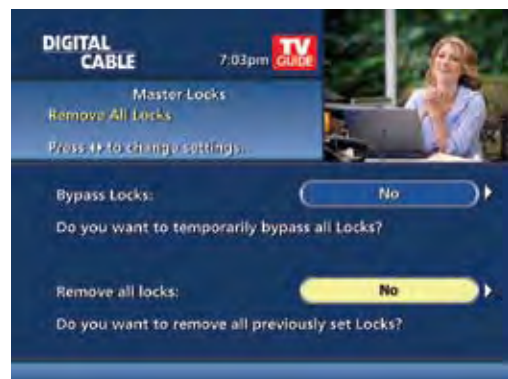 DIGITAL
CABLE
7:03pm
TV
GUIDE
Master Locks
Remove All Locks
Press ◂▸ to change settings...
Bypass Locks:
No
Do you want to temporarily bypass all Locks?
Remove all locks:
No
Do you want to remove all previously set Locks?